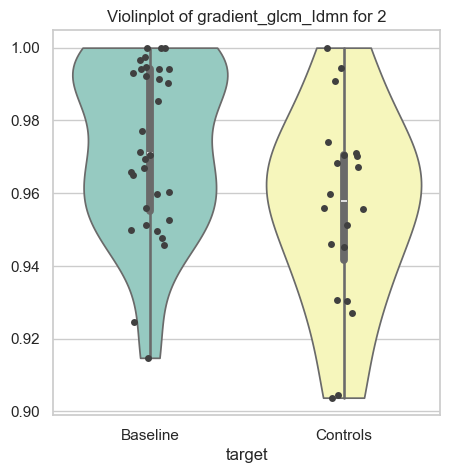 Violinplot of gradient_glcm_Idmn for 2
1.00
0.98
0.96
0.94
0.92
0.90
Baseline Controls
target